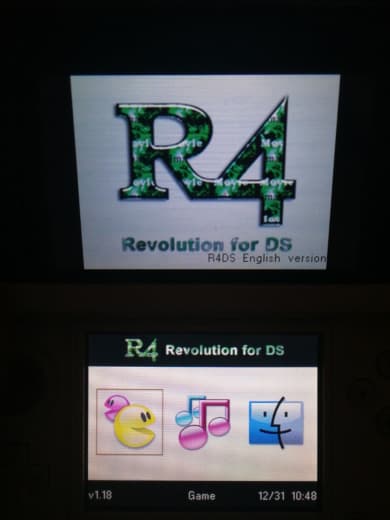 R4
Revolution for DS
R4DS English version
R4 Revolution for DS
v1.18 Game 12/31 10:48